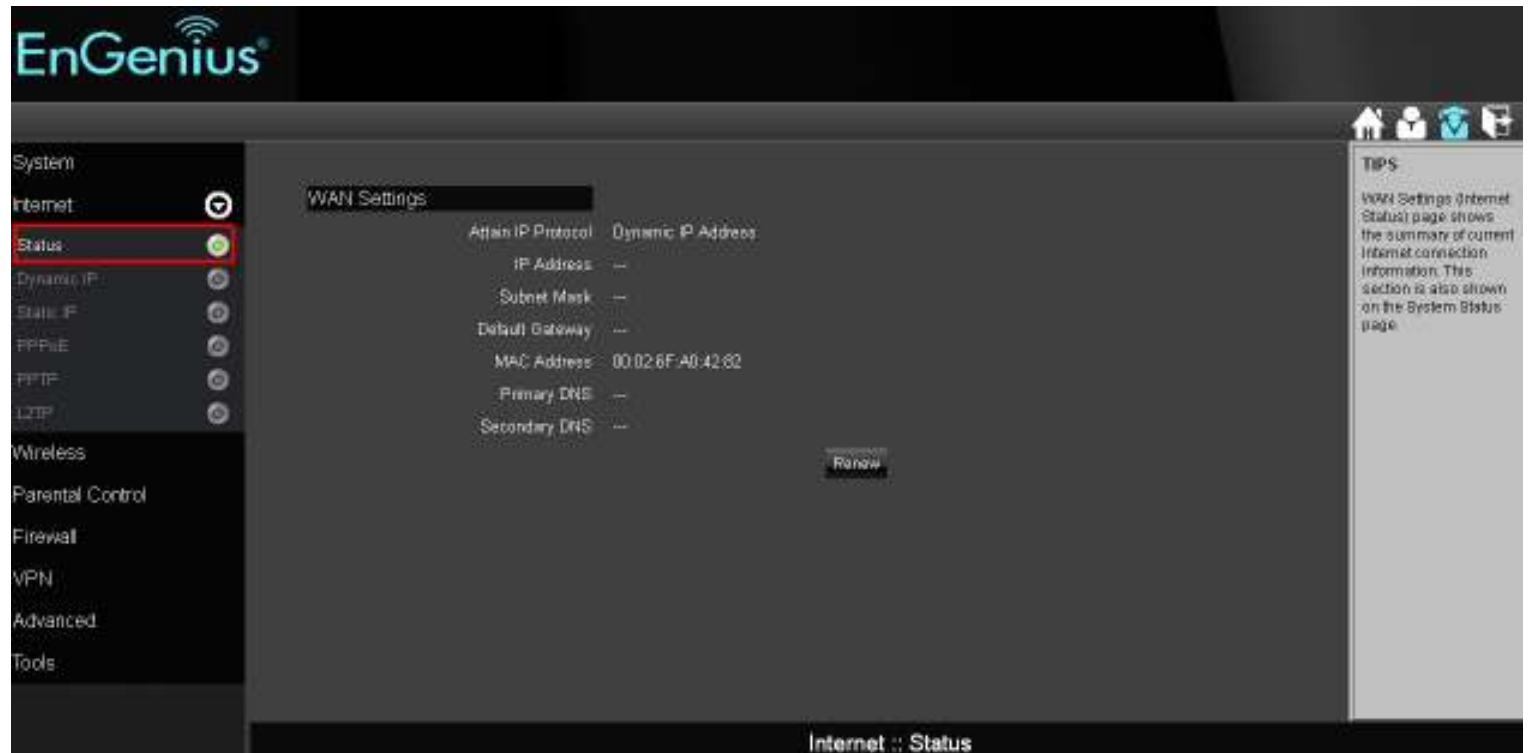 EnGenius®
System
Internet
Status
Dynamic IP
Static IP
PPPoE
PPTP
L2TP
Wireless
Parental Control
Firewall
VPN
Advanced
Tools
WAN Settings
Attain IP Protocol Dynamic IP Address
IP Address ---
Subnet Mask ---
Default Gateway ---
MAC Address 00:02:6F:A0:42:82
Primary DNS ---
Secondary DNS ---
Renew
TIPS
WAN Settings (Internet
Status) page shows
the summary of current
Internet connection
information. This
section is also shown
on the System Status
page.
Internet :: Status